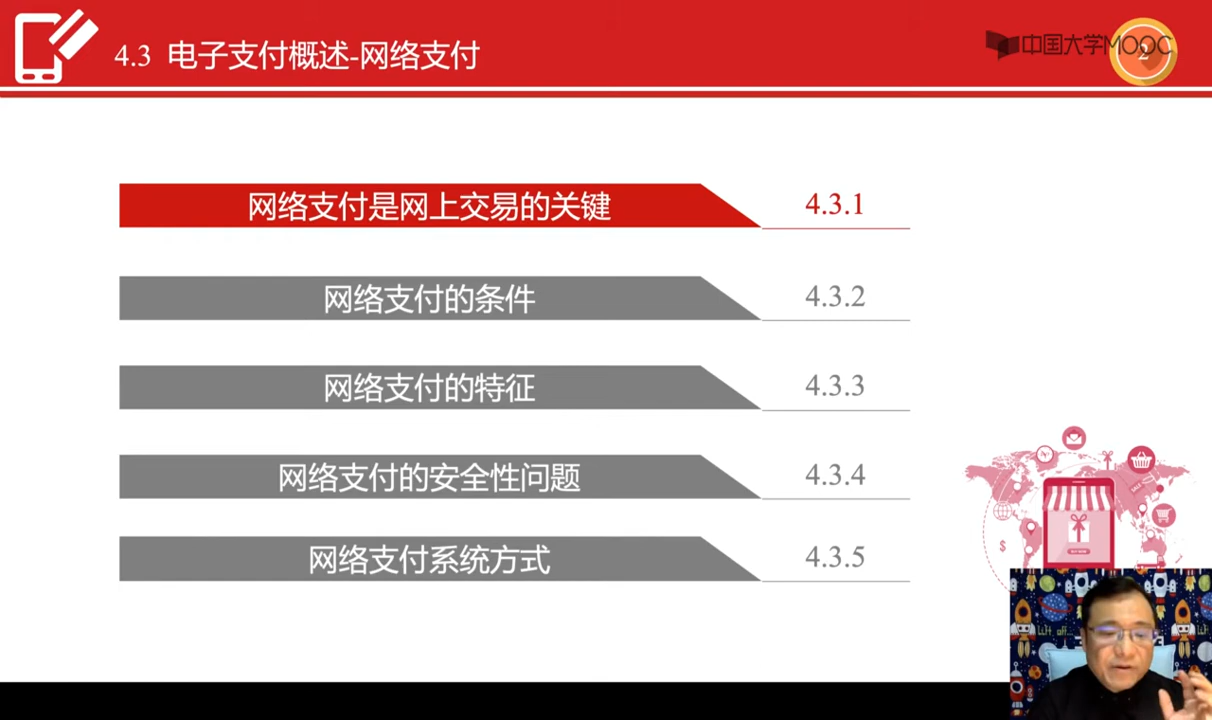 4.3 电子支付概述-网络支付
中国大学MOOC
2
网络支付是网上交易的关键 4.3.1
网络支付的条件 4.3.2
网络支付的特征 4.3.3
网络支付的安全性问题 4.3.4
网络支付系统方式 4.3.5